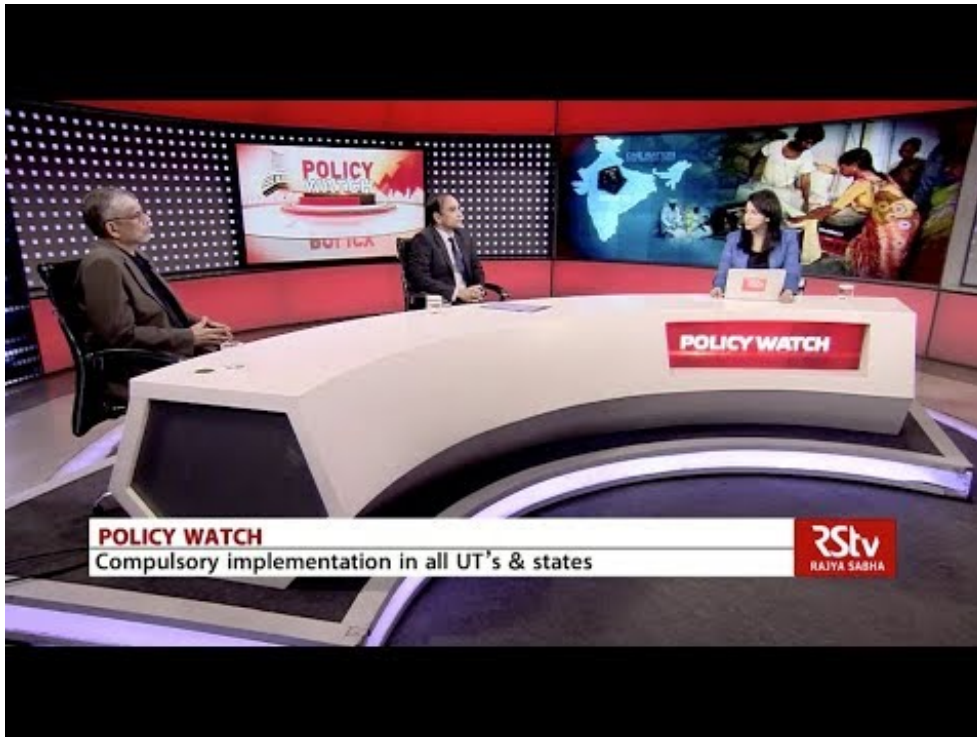 POLICY
WATCH
POLICY WATCH
POLICY WATCH
Compulsory implementation in all UT's & states
RStv
RAJYA SABHA